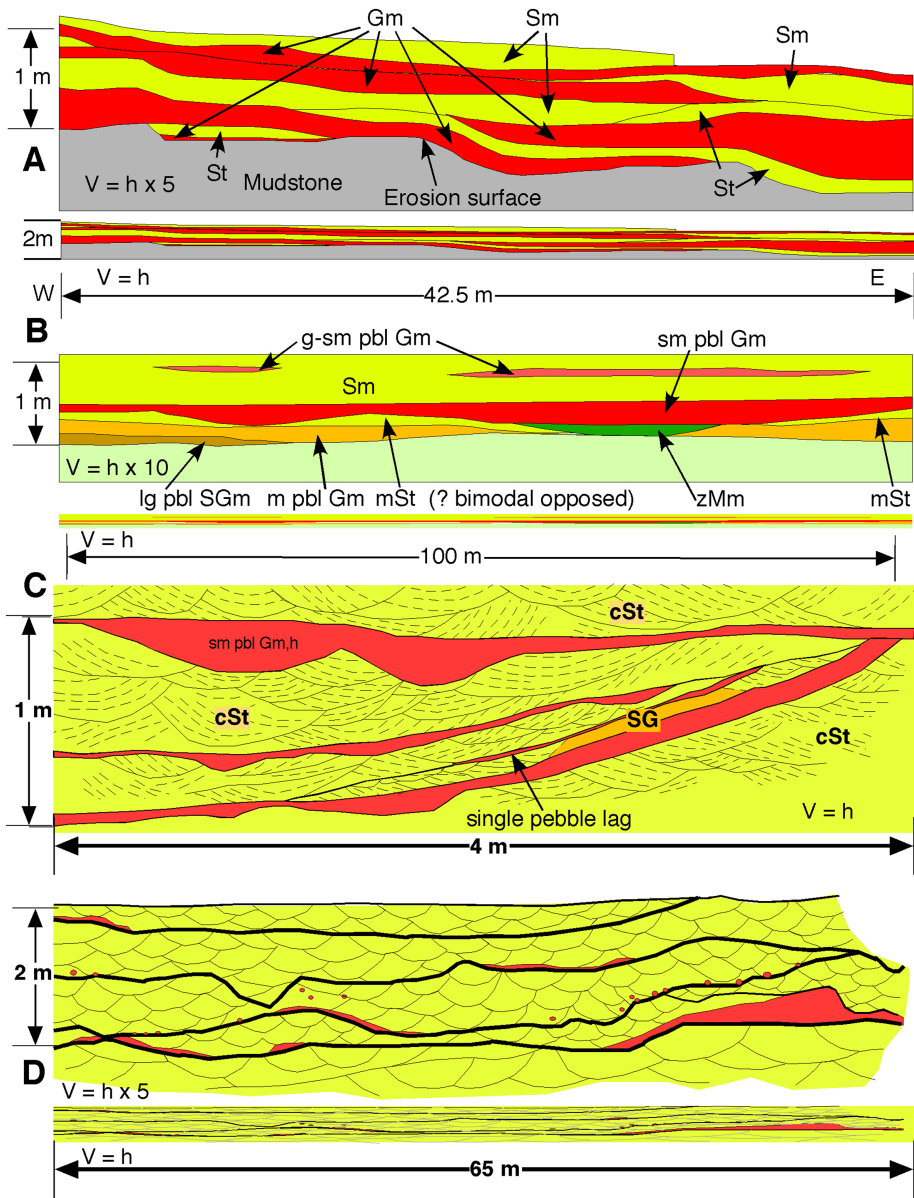 Gm Sm
Sm
1 m
A
St
V = h x 5
Mudstone
Erosion surface
St
2m
V = h
W E
42.5 m
B
g-sm pbl Gm sm pbl Gm
1 m
Sm
V = h x 10
lg pbl SGm m pbl Gm mSt (? bimodal opposed) zMm mSt
V = h
100 m
C
cSt
sm pbl Gm,h
1 m
cSt
SG
cSt
single pebble lag
V = h
4 m
2 m
D
V = h x 5
V = h
65 m